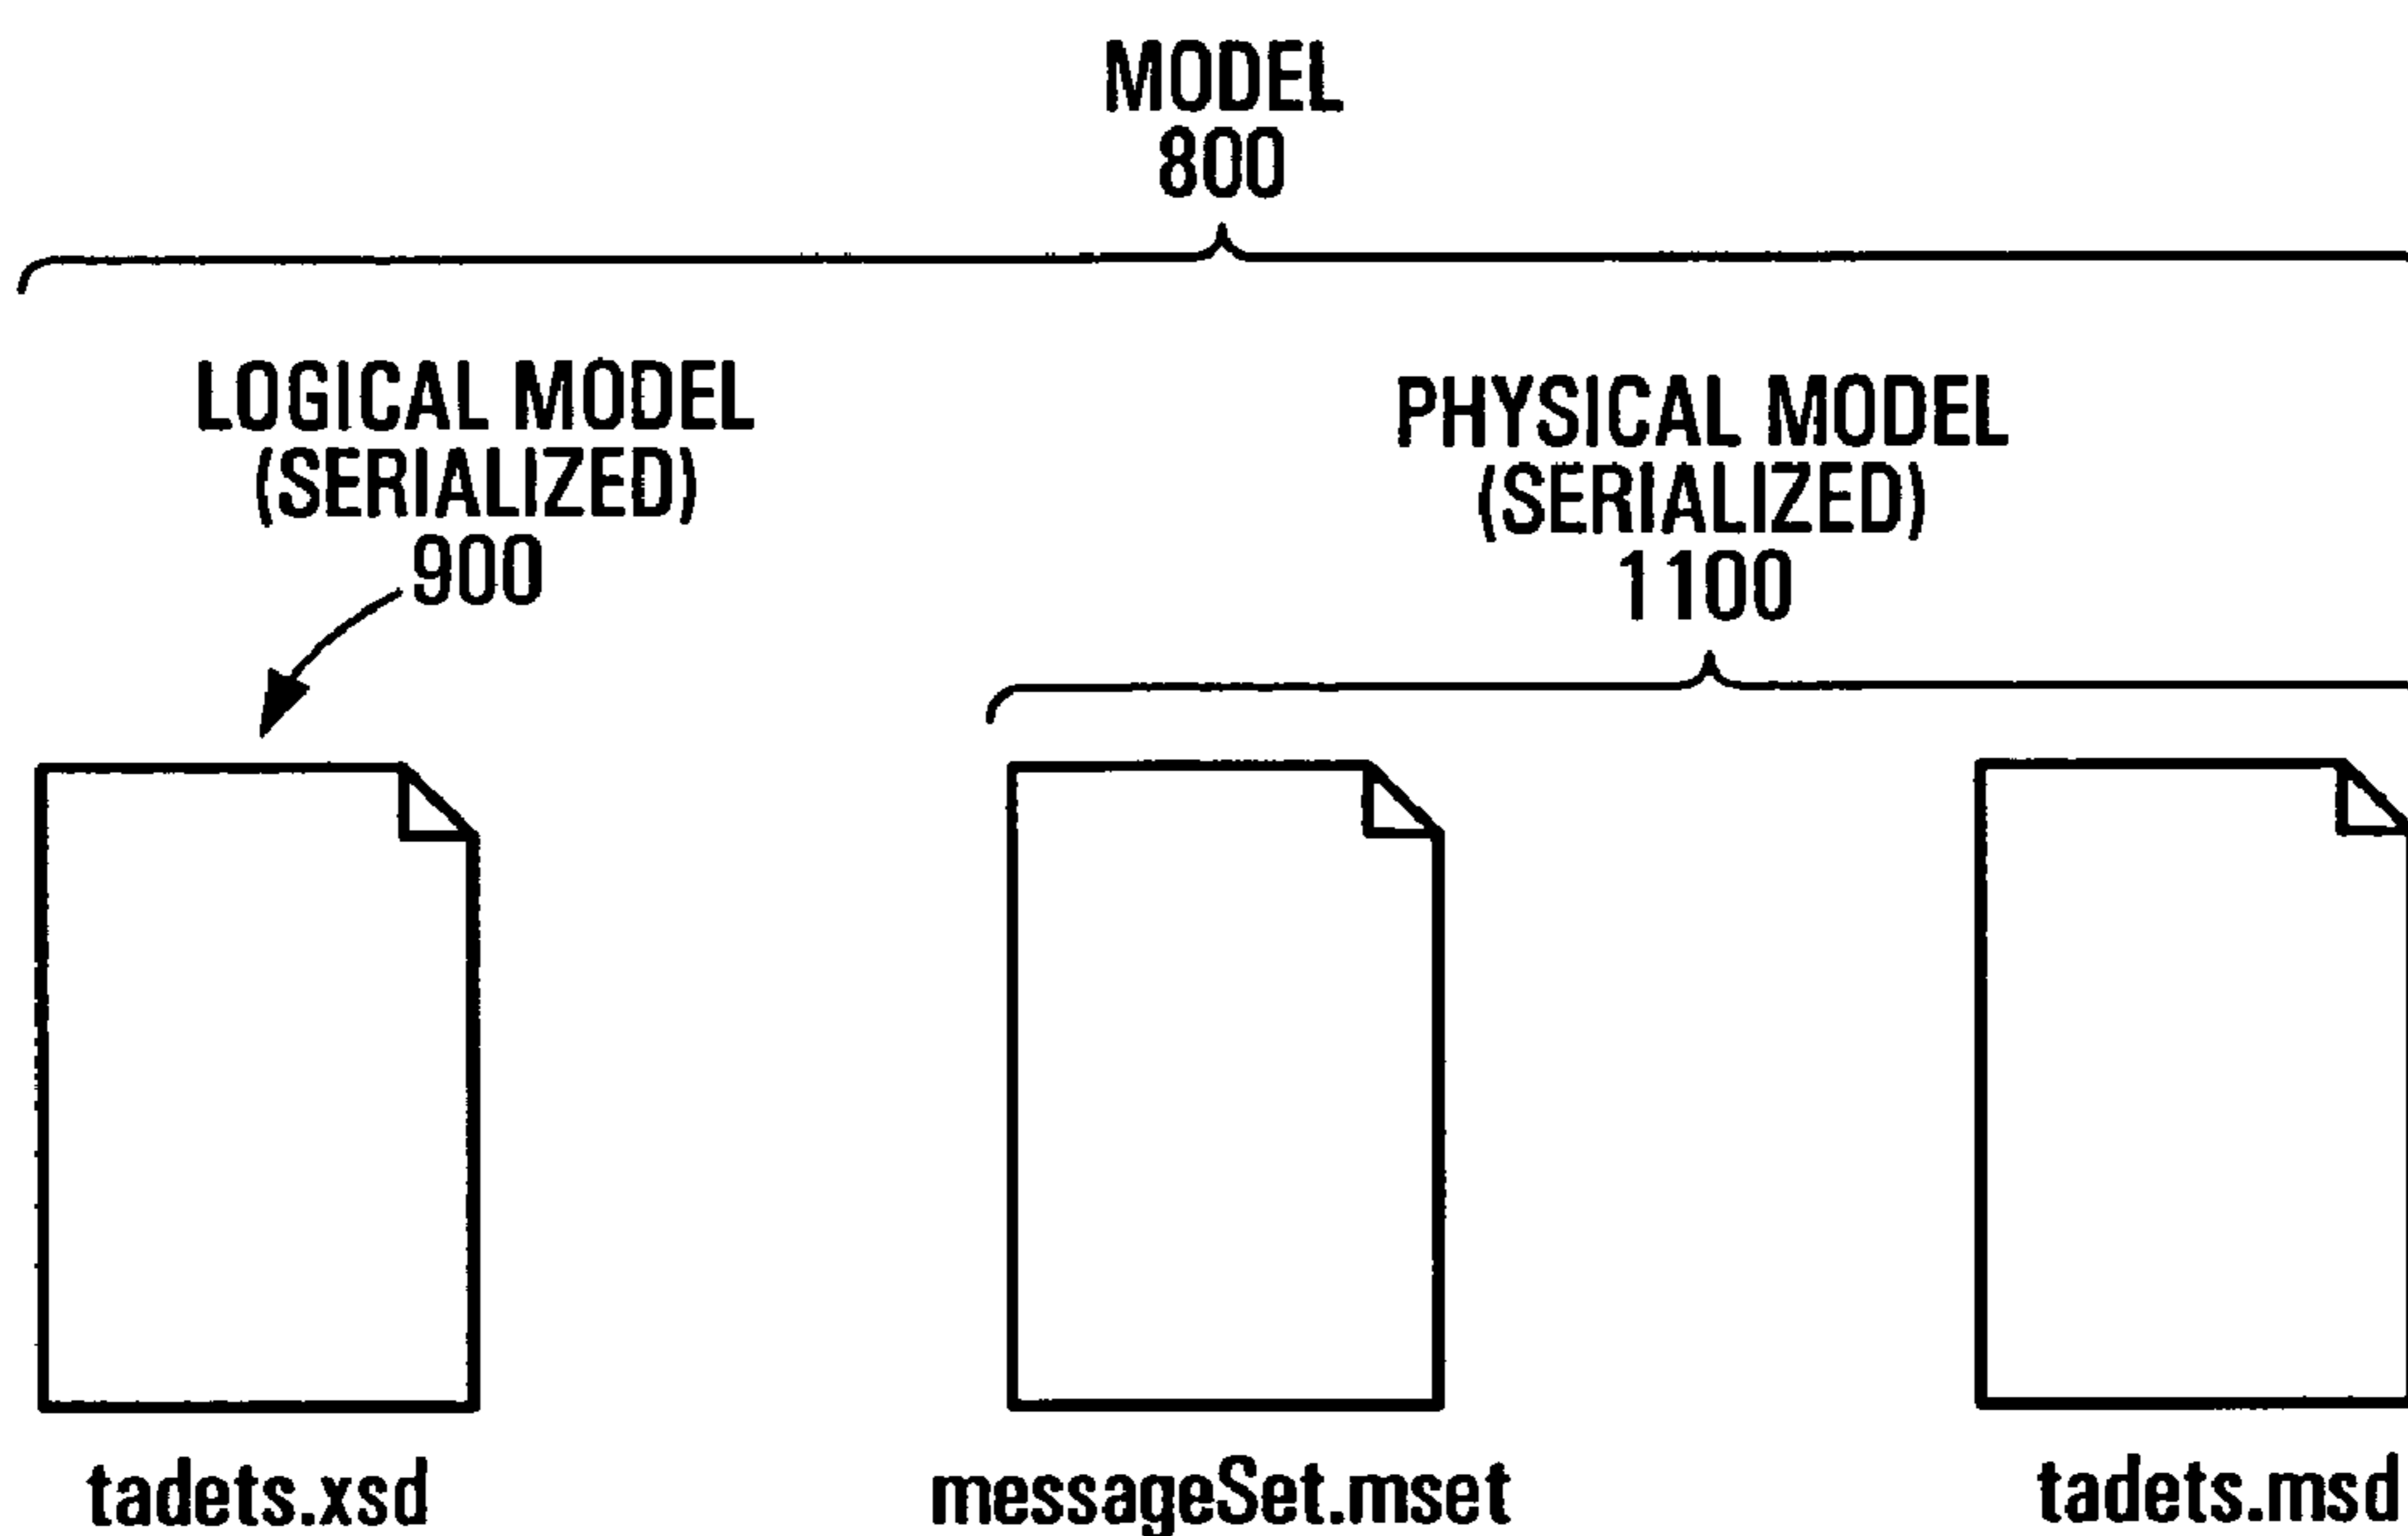 MODEL
800
LOGICAL MODEL
(SERIALIZED)
900
PHYSICAL MODEL
(SERIALIZED)
1100
tadets.xsd
messageSet.mset
tadets.msd